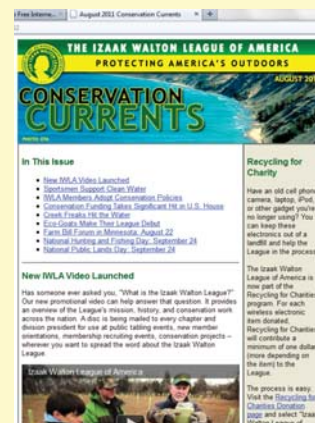 August 2011 Conservation Currents
THE IZAAK WALTON LEAGUE OF AMERICA
PROTECTING AMERICA'S OUTDOORS
AUGUST
CONSERVATION
CURRENTS
In This Issue
New IWLA Video Launched
Sportsmen Support Clean Water
IWLA Members Adopt Conservation Policies
Conservation Funding Takes Significant Hit in U.S. House
Creek Freaks Hit the Water
Eco-Goats Make Their League Debut
Farm Bill Forum in Minnesota: August 22
National Hunting and Fishing Day: September 24
National Public Lands Day: September 24
New IWLA Video Launched
Has someone ever asked you, "What is the Izaak Walton League?"
Our new promotional video can help answer that question. It provides
an overview of the League's mission, history, and conservation work
across the nation. A disc is being mailed to every chapter and
division president for use at public tabling events, new member
orientations, membership recruiting events, conservation projects –
wherever you want to spread the word about the Izaak Walton
League.
Izaak Walton League of America
Recycling for
Charity
Have an old cell phone,
camera, laptop, iPod,
or other gadget you're
no longer using? You
can keep these
electronics out of a
landfill and help the
League in the process.
The Izaak Walton
League of America is
now part of the
Recycling for Charities
program. For each
wireless electronic
item donated,
Recycling for Charities
will contribute a
minimum of one dollar
(more depending on
the item) to the
League.
The process is easy.
Visit the Recycling for
Charities Donation
page and select "Izaak
Walton League of